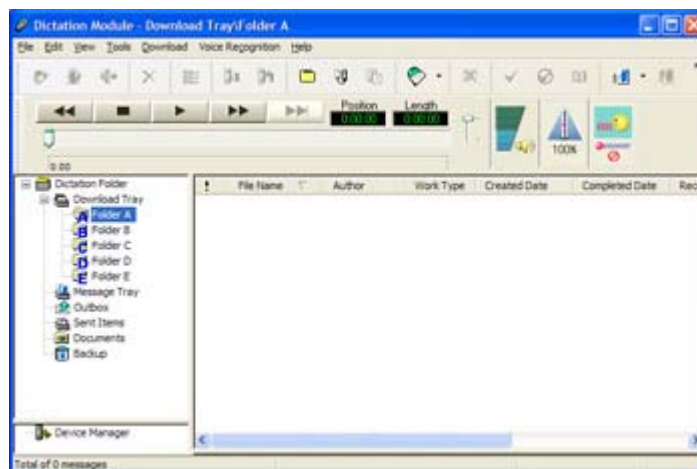 Dictation Module - Download Tray\Folder A
File Edit View Tools Download Voice Recognition Help
Position Length
0:00:00 0:00:00
100%
0:00
Dictation Folder
! File Name Author Work Type Created Date Completed Date Rec
Download Tray
A Folder A
B Folder B
C Folder C
D Folder D
E Folder E
Message Tray
Outbox
Sent Items
Documents
Backup
Device Manager
Total of 0 messages